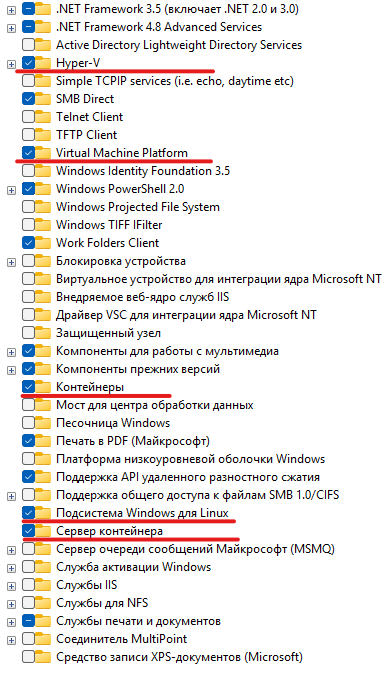 .NET Framework 3.5 (включает .NET 2.0 и 3.0)
.NET Framework 4.8 Advanced Services
Active Directory Lightweight Directory Services
Hyper-V
Simple TCPIP services (i.e. echo, daytime etc)
SMB Direct
Telnet Client
TFTP Client
Virtual Machine Platform
Windows Identity Foundation 3.5
Windows PowerShell 2.0
Windows Projected File System
Windows TIFF IFilter
Work Folders Client
Блокировка устройства
Виртуальное устройство для интеграции ядра Microsoft NT
Внедряемое веб-ядро служб IIS
Драйвер VSC для интеграции ядра Microsoft NT
Защищенный узел
Компоненты для работы с мультимедиа
Компоненты прежних версий
Контейнеры
Мост для центра обработки данных
Песочница Windows
Печать в PDF (Майкрософт)
Платформа низкоуровневой оболочки Windows
Поддержка API удаленного разностного сжатия
Поддержка общего доступа к файлам SMB 1.0/CIFS
Подсистема Windows для Linux
Сервер контейнера
Сервер очереди сообщений Майкрософт (MSMQ)
Служба активации Windows
Службы IIS
Службы для NFS
Службы печати и документов
Соединитель MultiPoint
Средство записи XPS-документов (Microsoft)